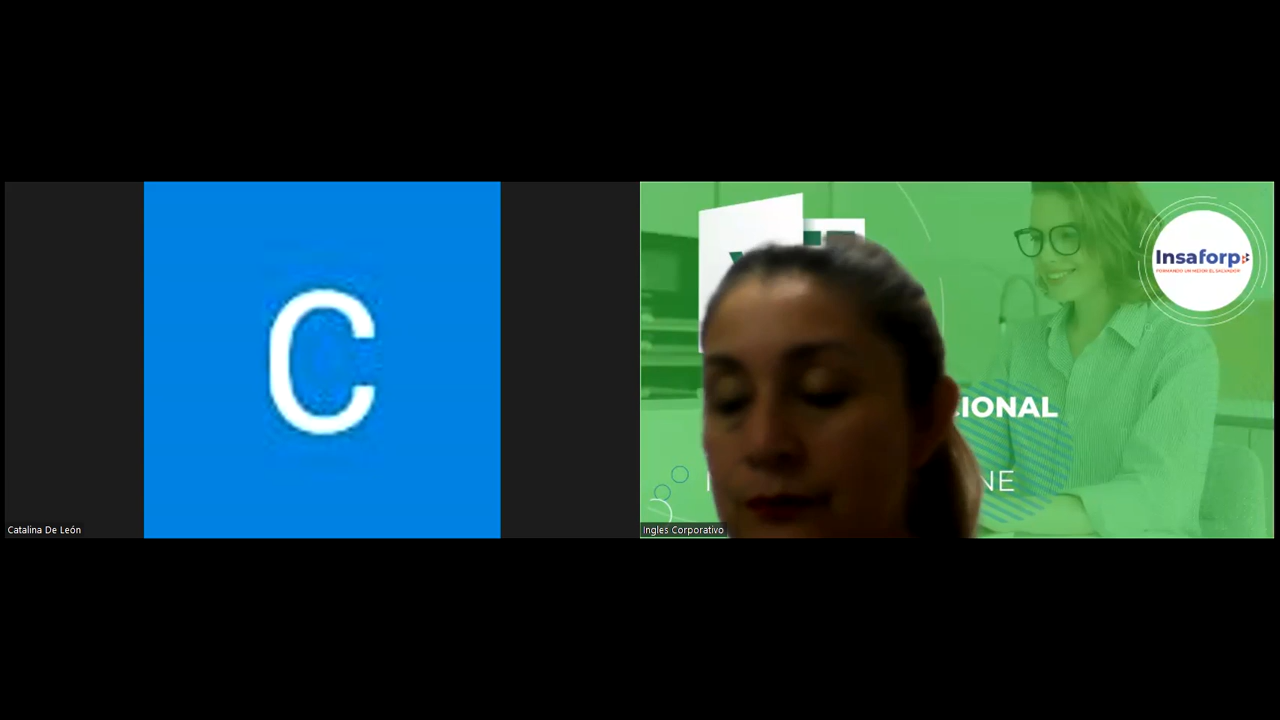 C
Catalina De León
Insaforp
FORMANDO UN MEJOR EL SALVADOR
CIONAL
NE
Ingles Corporativo